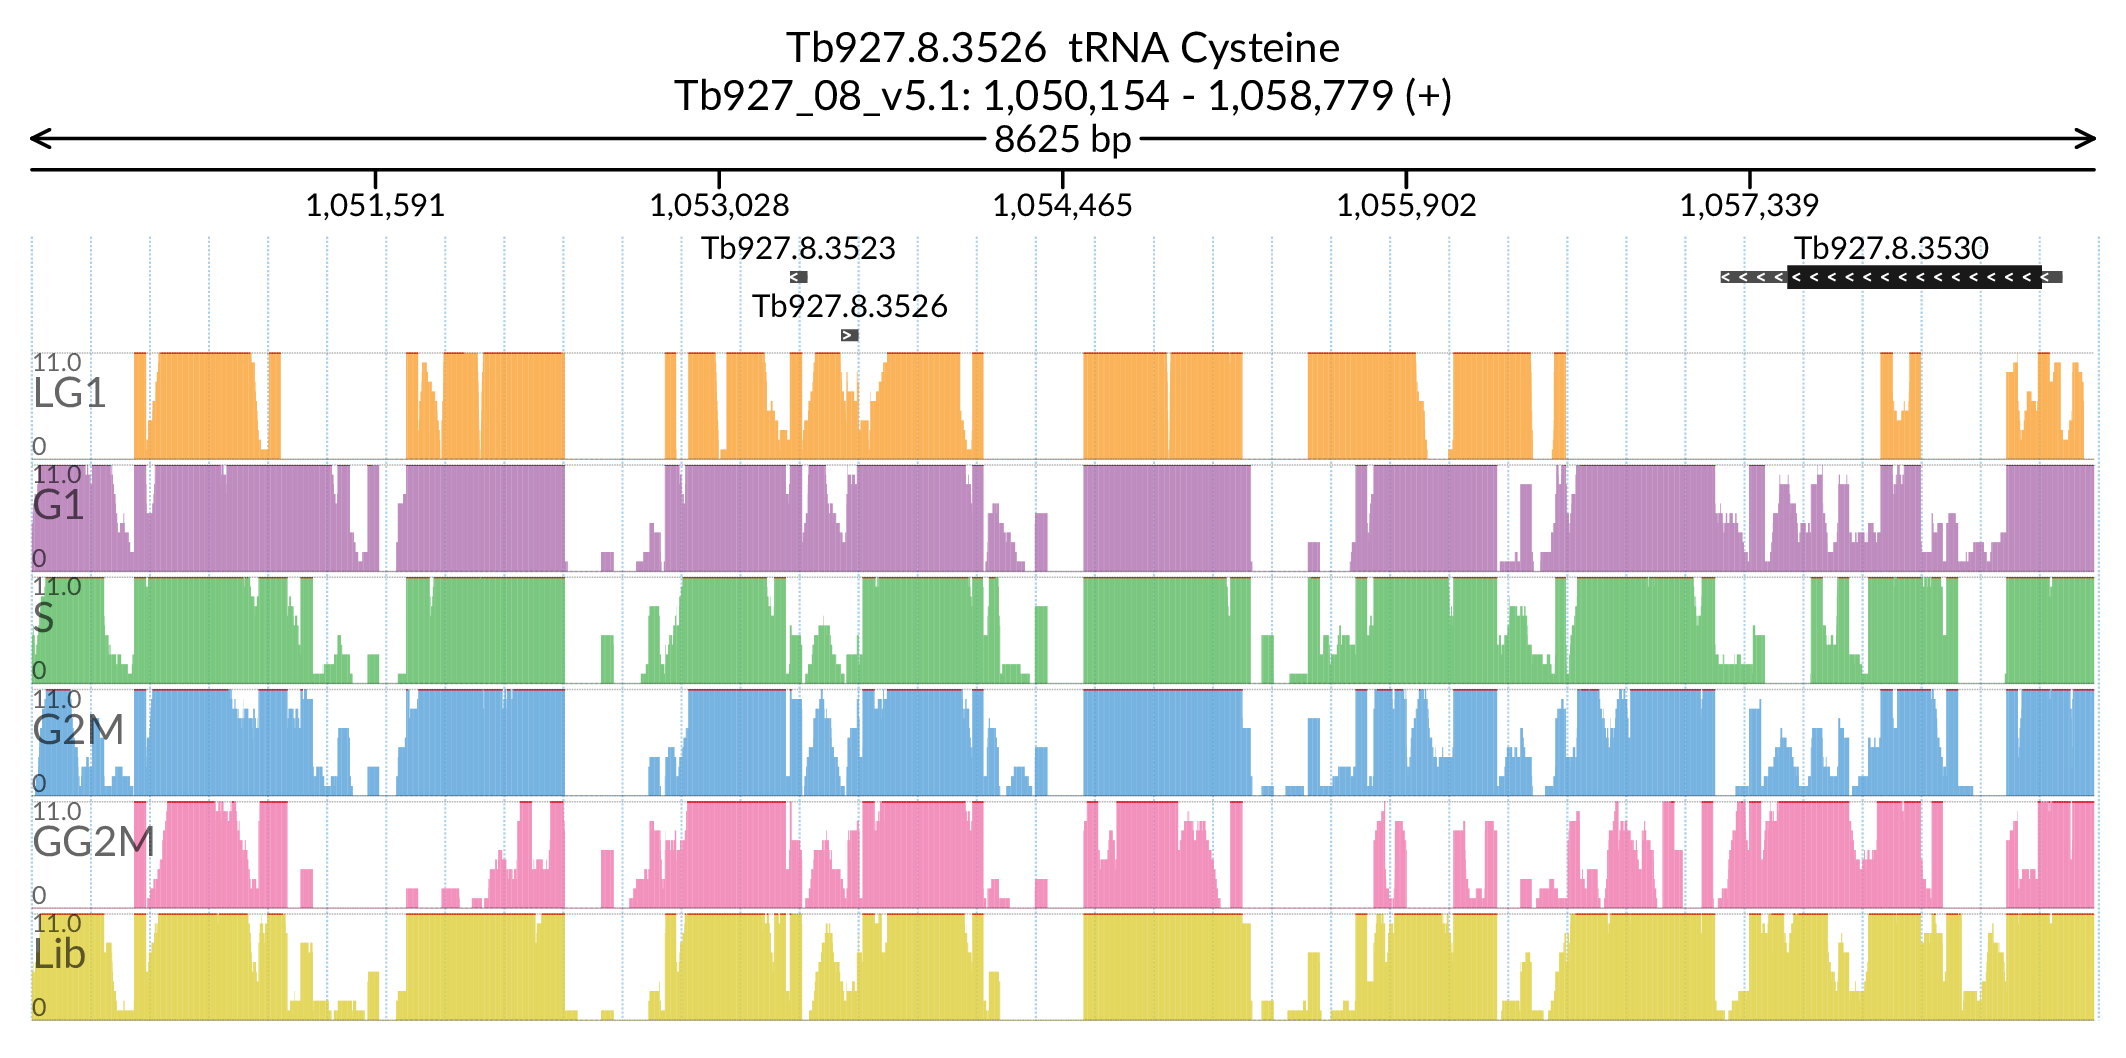 Tb927.8.3526 tRNA Cysteine
Tb927_08_v5.1: 1,050,154 - 1,058,779 (+)
8625 bp
1,051,591 1,053,028 1,054,465 1,055,902 1,057,339
Tb927.8.3523 Tb927.8.3530
Tb927.8.3526
11.0
LG1
0
11.0
G1
0
11.0
S
0
11.0
G2M
0
11.0
GG2M
0
11.0
Lib
0